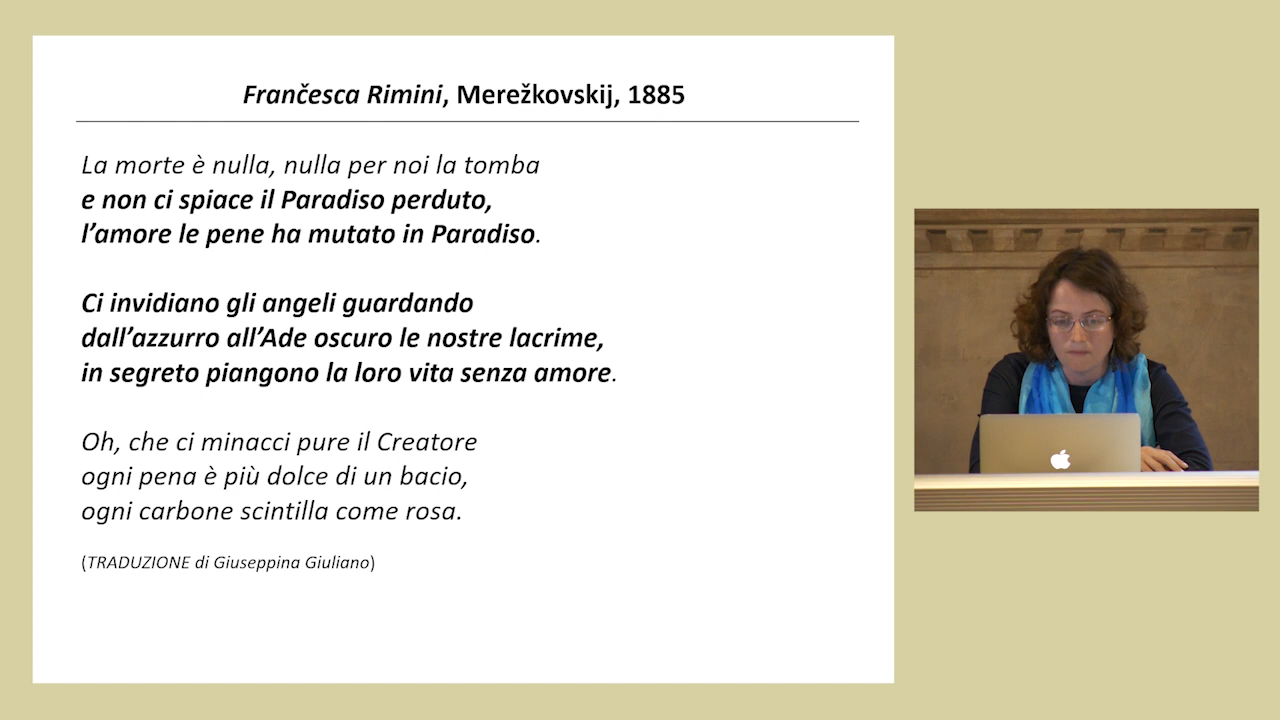 Frančesca Rimini, Merežkovskij, 1885
La morte è nulla, nulla per noi la tomba
e non ci spiace il Paradiso perduto,
l’amore le pene ha mutato in Paradiso.
Ci invidiano gli angeli guardando
dall’azzurro all’Ade oscuro le nostre lacrime,
in segreto piangono la loro vita senza amore.
Oh, che ci minacci pure il Creatore
ogni pena è più dolce di un bacio,
ogni carbone scintilla come rosa.
(TRADUZIONE di Giuseppina Giuliano)